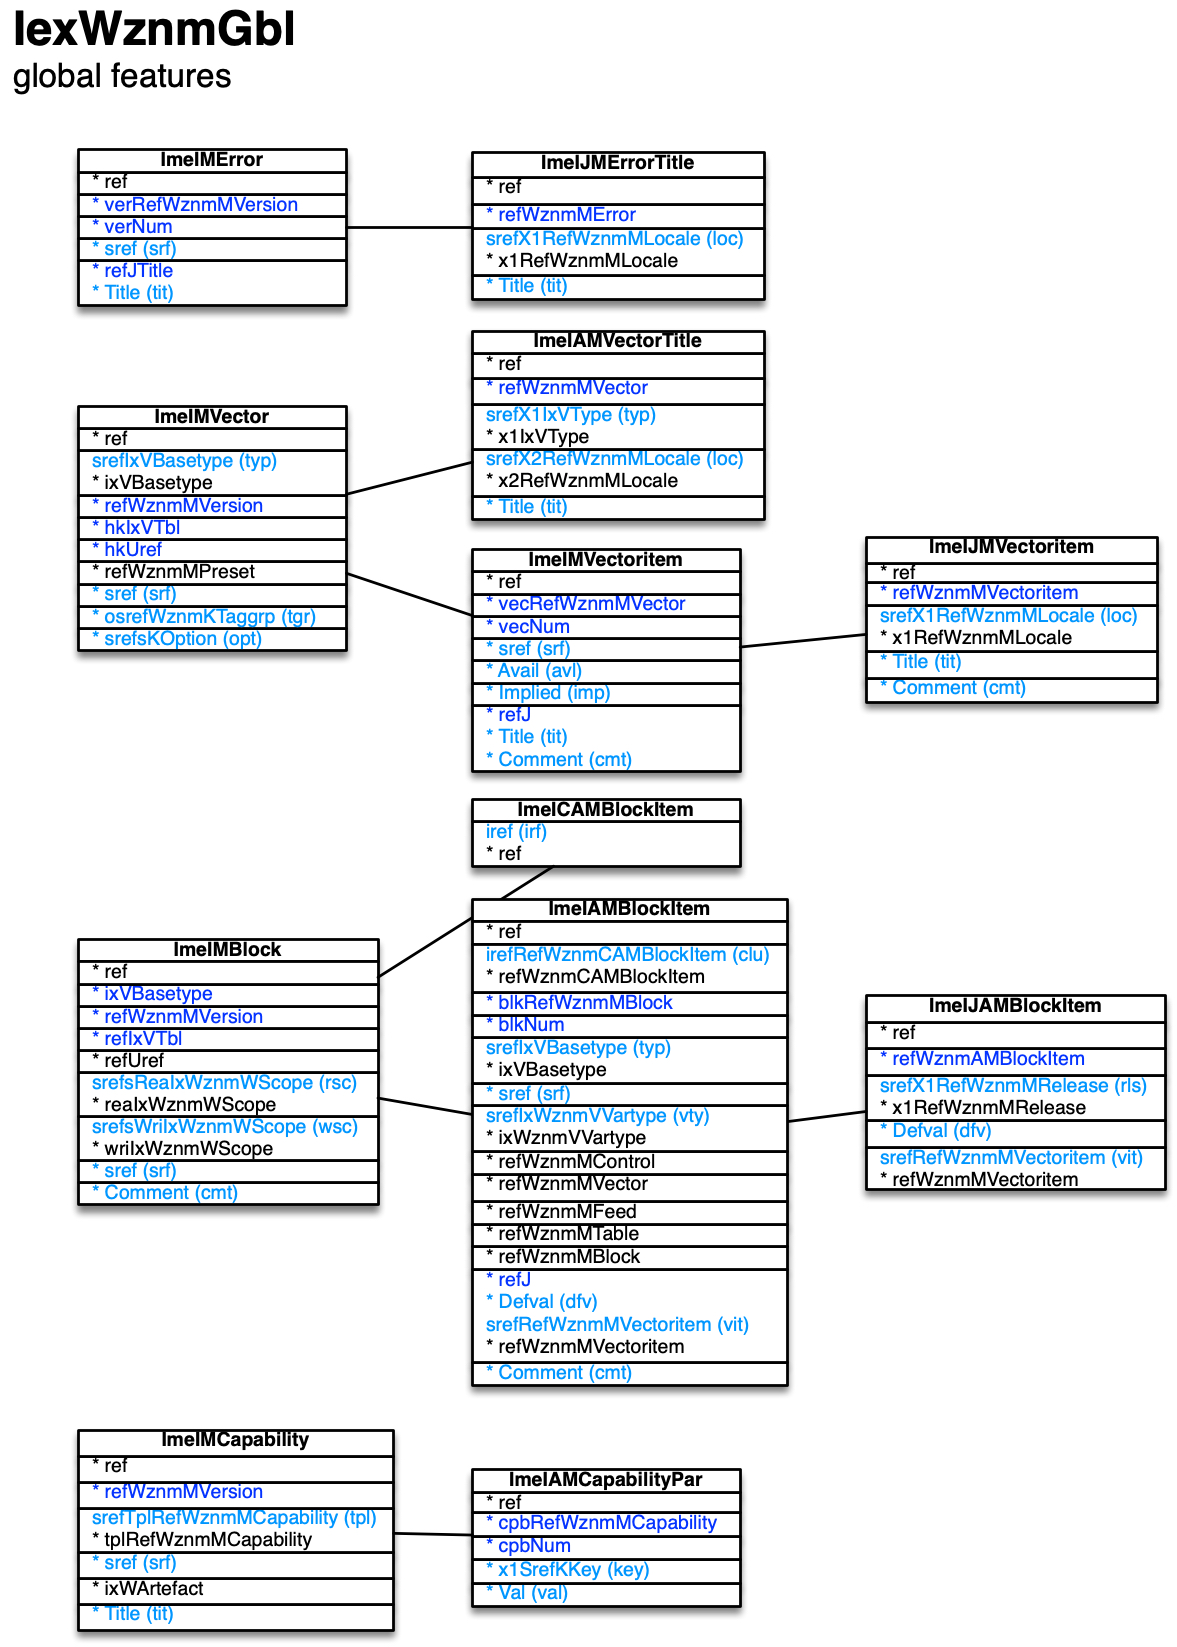 IexWznmGbl
global features
ImeIMError
* ref
* verRefWznmMVersion
* verNum
* sref (srf)
* refJTitle
* Title (tit)
ImeIJMErrorTitle
* ref
* refWznmMError
srefX1RefWznmMLocale (loc)
* x1RefWznmMLocale
* Title (tit)
ImeIAMVectorTitle
* ref
* refWznmMVector
srefX1IxVType (typ)
* x1IxVType
srefX2RefWznmMLocale (loc)
* x2RefWznmMLocale
* Title (tit)
ImeIMVector
* ref
srefIxVBasetype (typ)
* ixVBasetype
* refWznmMVersion
* hkIxVTbl
* hkUref
* refWznmMPreset
* sref (srf)
* osrefWznmKTaggrp (tgr)
* srefsKOption (opt)
ImeIMVectoritem
* ref
* vecRefWznmMVector
* vecNum
* sref (srf)
* Avail (avl)
* Implied (imp)
* refJ
* Title (tit)
* Comment (cmt)
ImeIJMVectoritem
* ref
* refWznmMVectoritem
srefX1RefWznmMLocale (loc)
* x1RefWznmMLocale
* Title (tit)
* Comment (cmt)
ImeICAMBlockItem
iref (irf)
* ref
ImeIMBlock
* ref
* ixVBasetype
* refWznmMVersion
* refIxVTbl
* refUref
srefsReaIxWznmWScope (rsc)
* reaIxWznmWScope
srefsWriIxWznmWScope (wsc)
* wriIxWznmWScope
* sref (srf)
* Comment (cmt)
ImeIAMBlockItem
* ref
irefRefWznmCAMBlockItem (clu)
* refWznmCAMBlockItem
* blkRefWznmMBlock
* blkNum
srefIxVBasetype (typ)
* ixVBasetype
* sref (srf)
srefIxWznmVVartype (vty)
* ixWznmVVartype
* refWznmMControl
* refWznmMVector
* refWznmMFeed
* refWznmMTable
* refWznmMBlock
* refJ
* Defval (dfv)
srefRefWznmMVectoritem (vit)
* refWznmMVectoritem
* Comment (cmt)
ImeIJAMBlockItem
* ref
* refWznmAMBlockItem
srefX1RefWznmMRelease (rls)
* x1RefWznmMRelease
* Defval (dfv)
srefRefWznmMVectoritem (vit)
* refWznmMVectoritem
ImeIMCapability
* ref
* refWznmMVersion
srefTplRefWznmMCapability (tpl)
* tplRefWznmMCapability
* sref (srf)
* ixWArtefact
* Title (tit)
ImeIAMCapabilityPar
* ref
* cpbRefWznmMCapability
* cpbNum
* x1SrefKKey (key)
* Val (val)